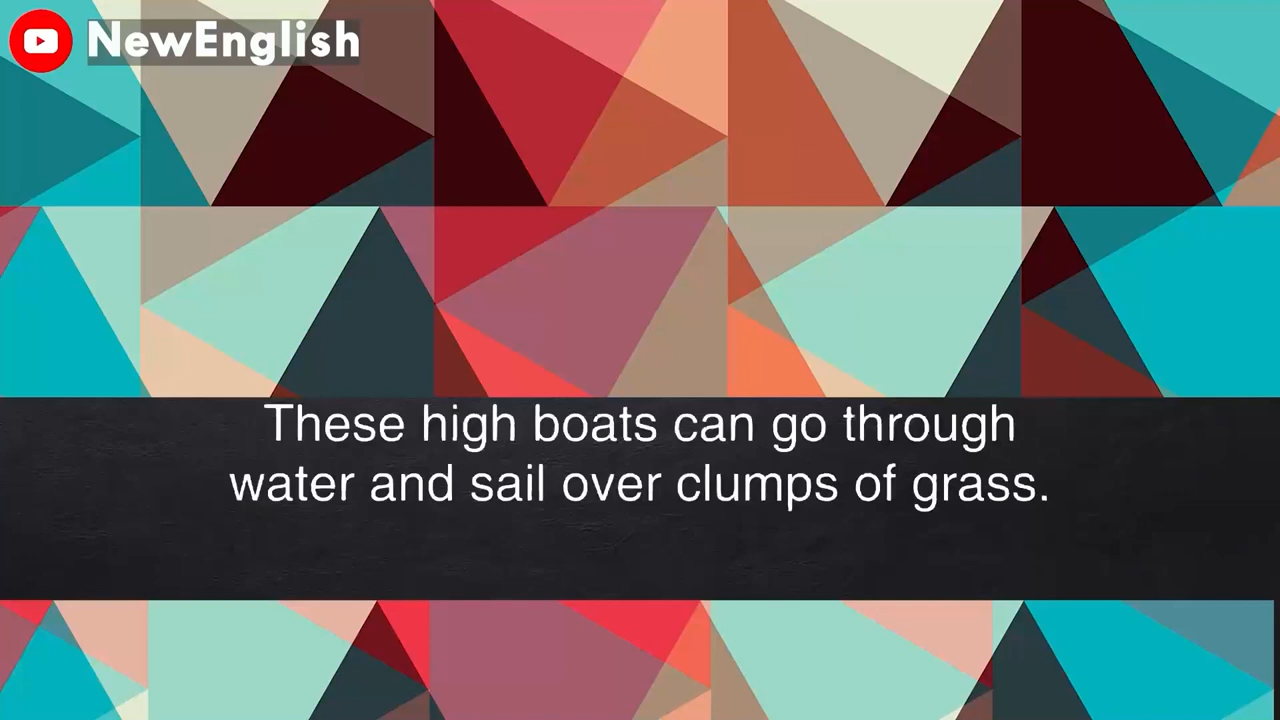 NewEnglish
These high boats can go through
water and sail over clumps of grass.